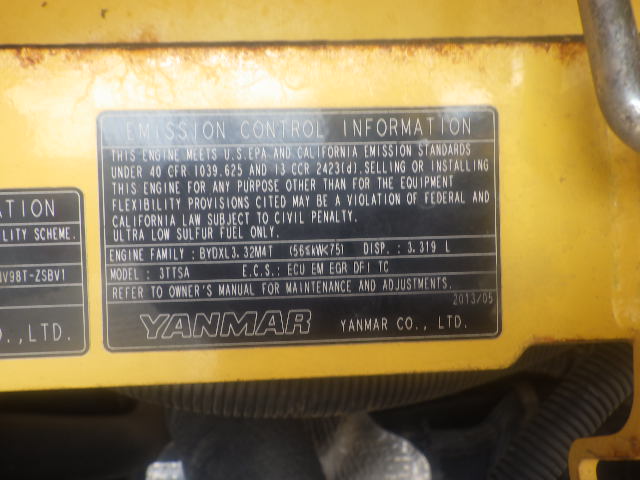 EMISSION CONTROL INFORMATION
THIS ENGINE MEETS U.S.EPA AND CALIFORNIA EMISSION STANDARDS
UNDER 40 CFR 1039.625 AND 13 CCR 2423(d).SELLING OR INSTALLING
THIS ENGINE FOR ANY PURPOSE OTHER THAN FOR THE EQUIPMENT
FLEXIBILITY PROVISIONS CITED MAY BE A VIOLATION OF FEDERAL AND
CALIFORNIA LAW SUBJECT TO CIVIL PENALTY.
ULTRA LOW SULFUR FUEL ONLY.
ENGINE FAMILY : BYDXL3.32M4T (56≤kW<75) DISP. : 3.319 L
MODEL : 3TTSA E.C.S.: ECU EM EGR DFI TC
REFER TO OWNER'S MANUAL FOR MAINTENANCE AND ADJUSTMENTS.
2013/05
YANMAR YANMAR CO., LTD.
ATION
ILITY SCHEME.
NV98T-ZSBV1
O.,LTD.